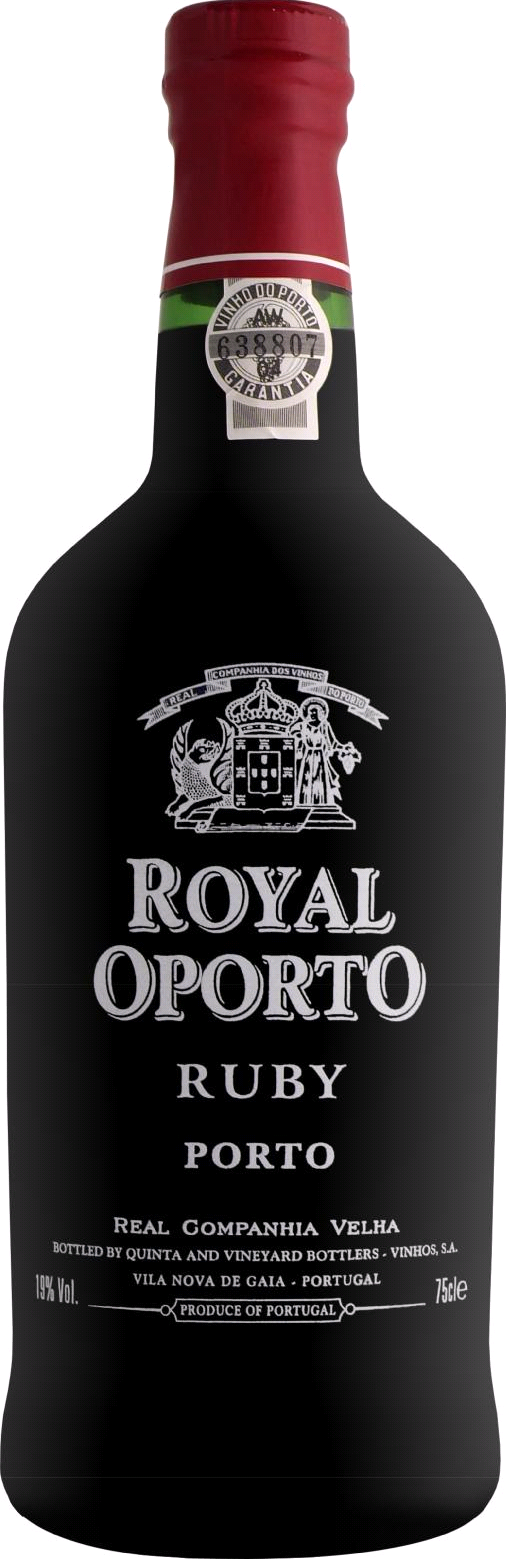 VINHO DO PORTO
AW
638807
GARANTIA
REAL COMPANHIA DOS VINHOS DO PORTO
ROYAL
OPORTO
RUBY
PORTO
REAL COMPANHIA VELHA
BOTTLED BY QUINTA AND VINEYARD BOTTLERS - VINHOS, S.A.
VILA NOVA DE GAIA - PORTUGAL
19% Vol.
75cle
PRODUCE OF PORTUGAL